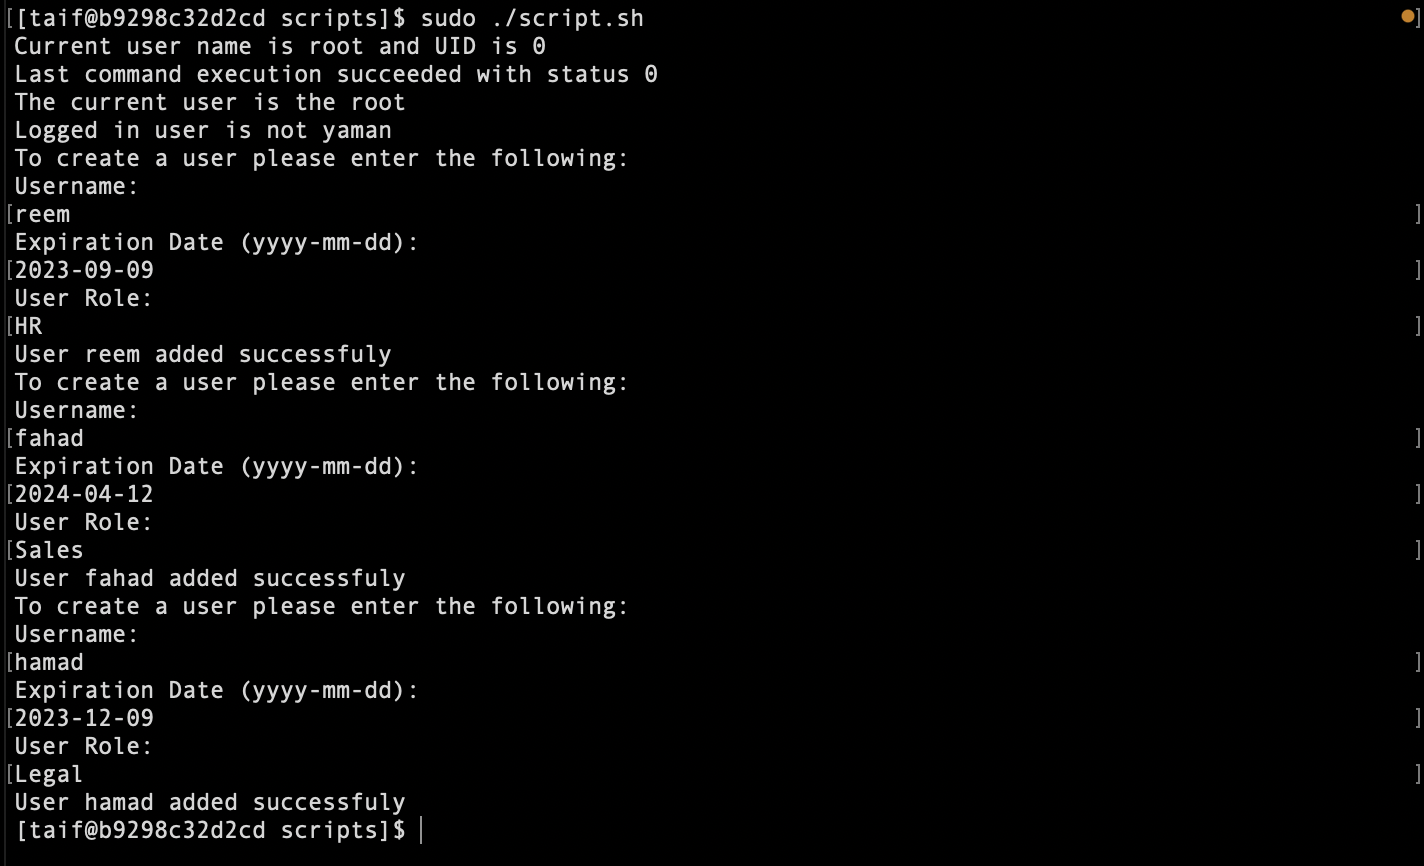 [[taif@b9298c32d2cd scripts]$ sudo ./script.sh ]
Current user name is root and UID is 0
Last command execution succeeded with status 0
The current user is the root
Logged in user is not yaman
To create a user please enter the following:
Username:
[reem ]
Expiration Date (yyyy-mm-dd):
[2023-09-09 ]
User Role:
[HR ]
User reem added successfuly
To create a user please enter the following:
Username:
[fahad ]
Expiration Date (yyyy-mm-dd):
[2024-04-12 ]
User Role:
[Sales ]
User fahad added successfuly
To create a user please enter the following:
Username:
[hamad ]
Expiration Date (yyyy-mm-dd):
[2023-12-09 ]
User Role:
[Legal ]
User hamad added successfuly
[taif@b9298c32d2cd scripts]$